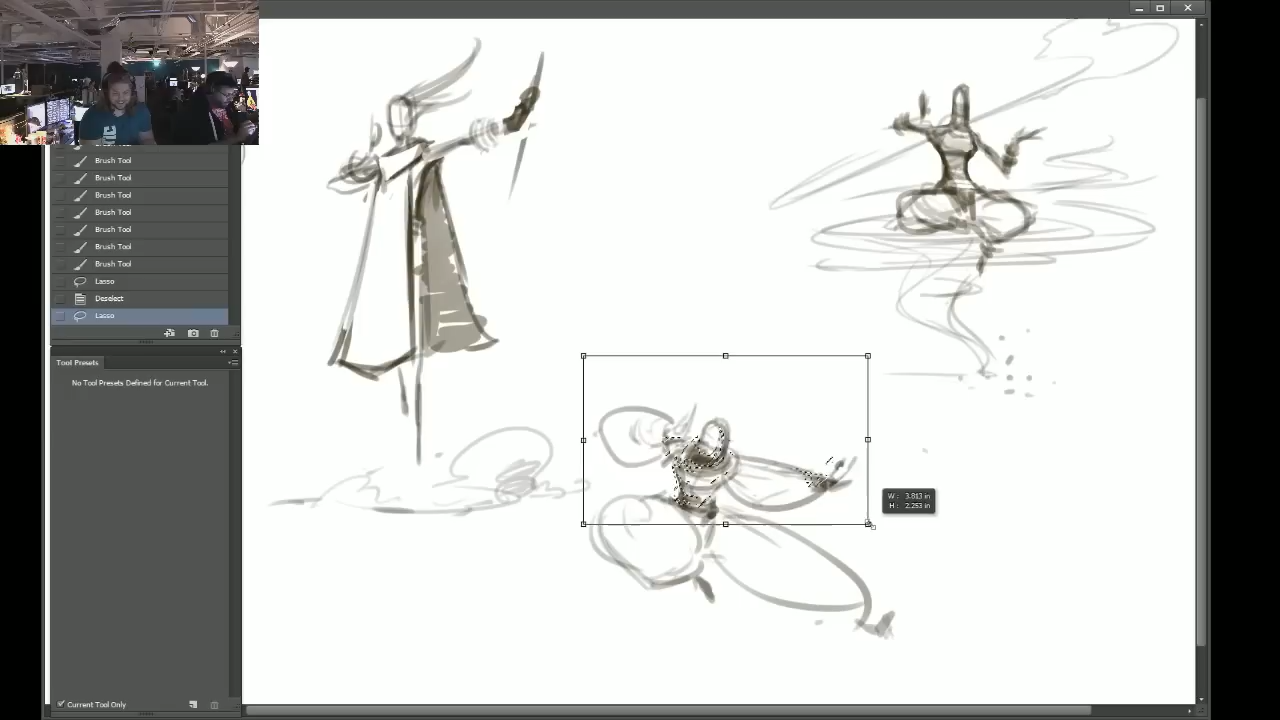 Brush Tool
Brush Tool
Brush Tool
Brush Tool
Brush Tool
Brush Tool
Brush Tool
Lasso
Deselect
Lasso
Tool Presets
No Tool Presets Defined for Current Tool.
W: 3.813 in
H: 2.253 in
Current Tool Only